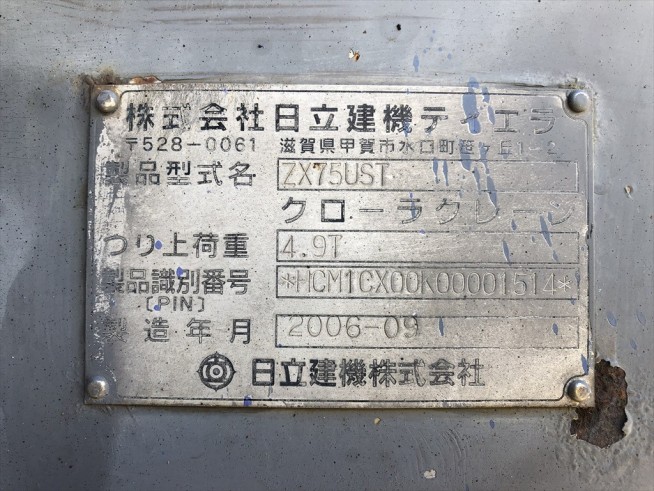 株式会社日立建機ティエラ
〒528-0061 滋賀県甲賀市水口町笹ヶ丘1-2
製品型式名 ZX75UST
クローラクレーン
つり上荷重 4.9T
製品識別番号 *HCM1CX00K00001514*
(PIN)
製造年月 2006-09
日立建機株式会社